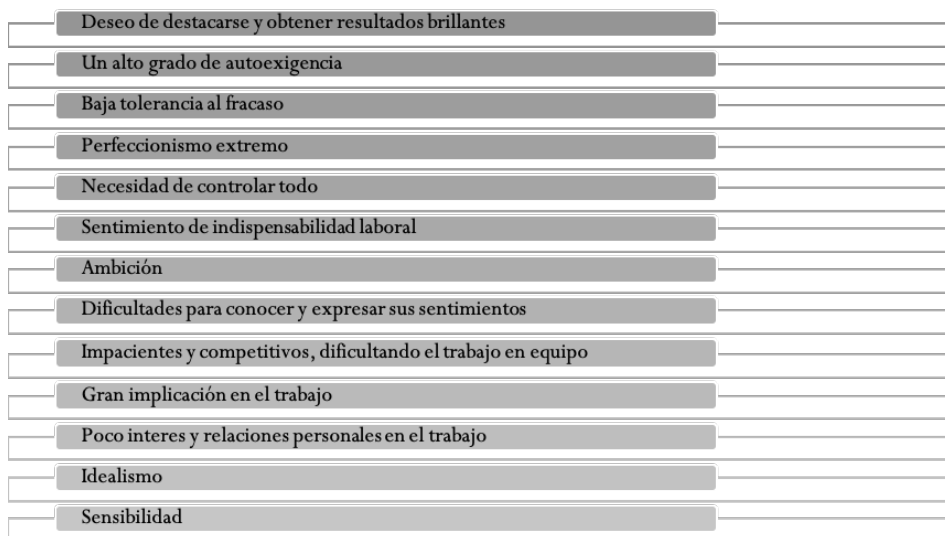 Deseo de destacarse y obtener resultados brillantes
Un alto grado de autoexigencia
Baja tolerancia al fracaso
Perfeccionismo extremo
Necesidad de controlar todo
Sentimiento de indispensabilidad laboral
Ambición
Dificultades para conocer y expresar sus sentimientos
Impacientes y competitivos, dificultando el trabajo en equipo
Gran implicación en el trabajo
Poco interes y relaciones personales en el trabajo
Idealismo
Sensibilidad